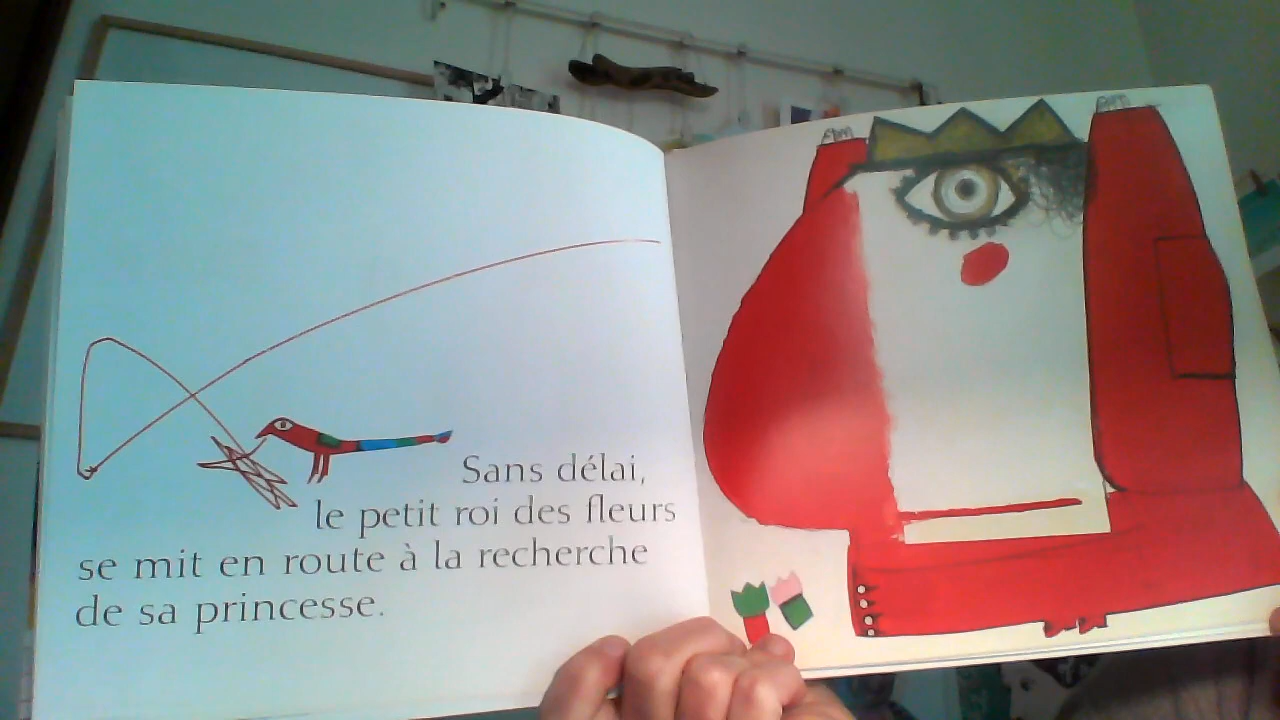 Sans délai,
le petit roi des fleurs
se mit en route à la recherche
de sa princesse.